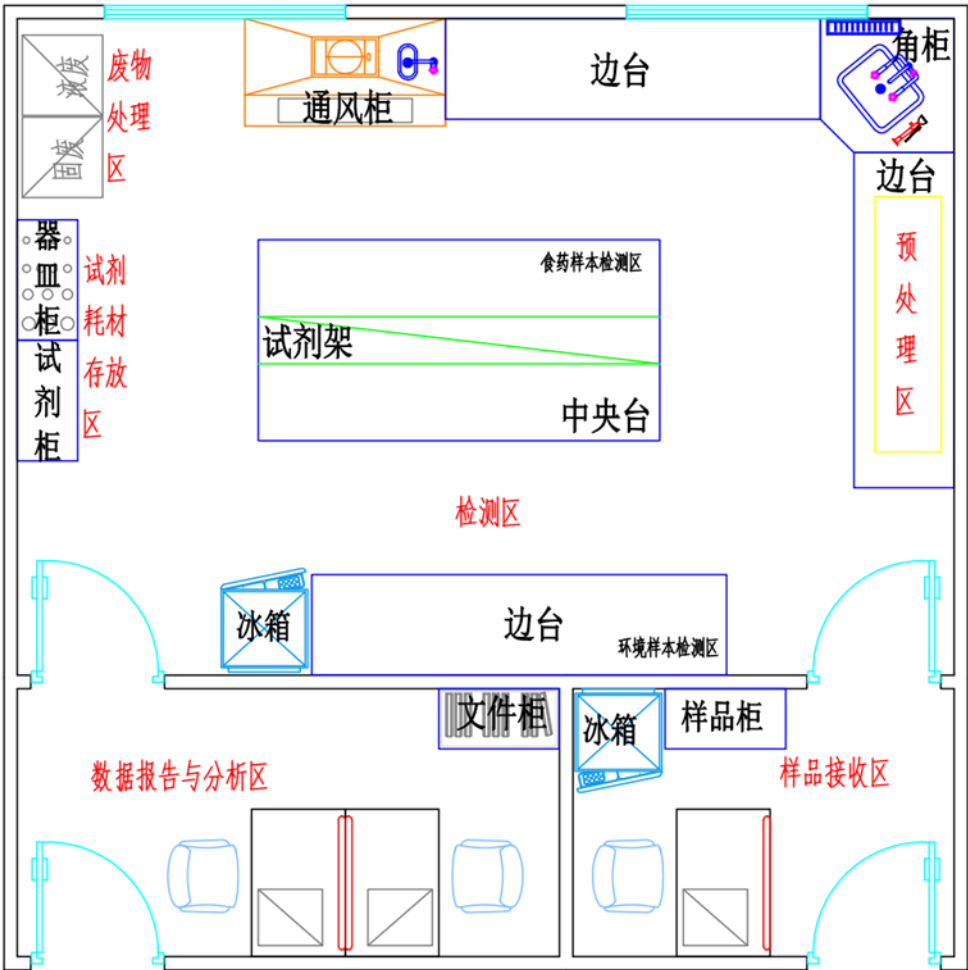 液废
固废
废物
处理
区
通风柜
边台
角柜
边台
预
处
理
区
器
皿
柜
试
剂
柜
试剂
耗材
存放
区
食药样本检测区
试剂架
中央台
检测区
冰箱
边台
环境样本检测区
文件柜
冰箱
样品柜
数据报告与分析区
样品接收区